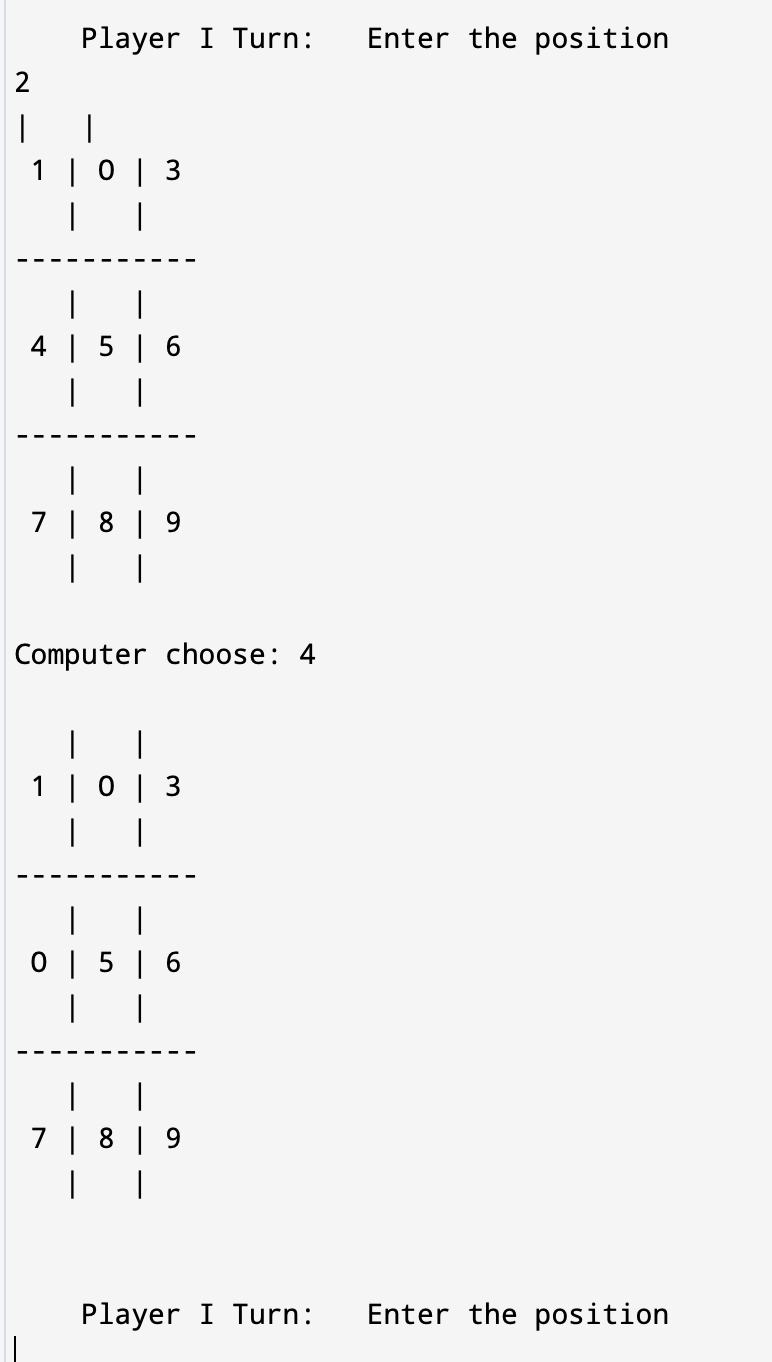 Player I Turn:   Enter the position
2
|   |
 1 | O | 3
   |   |
-----------
   |   |
 4 | 5 | 6
   |   |
-----------
   |   |
 7 | 8 | 9
   |   |
Computer choose: 4
   |   |
 1 | O | 3
   |   |
-----------
   |   |
 O | 5 | 6
   |   |
-----------
   |   |
 7 | 8 | 9
   |   |
    Player I Turn:   Enter the position